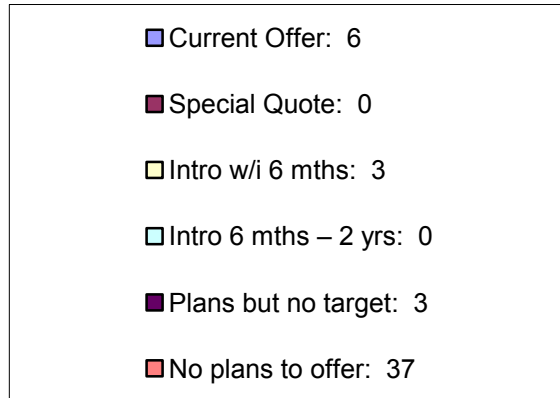 Current Offer: 6
Special Quote: 0
Intro w/i 6 mths: 3
Intro 6 mths – 2 yrs: 0
Plans but no target: 3
No plans to offer: 37